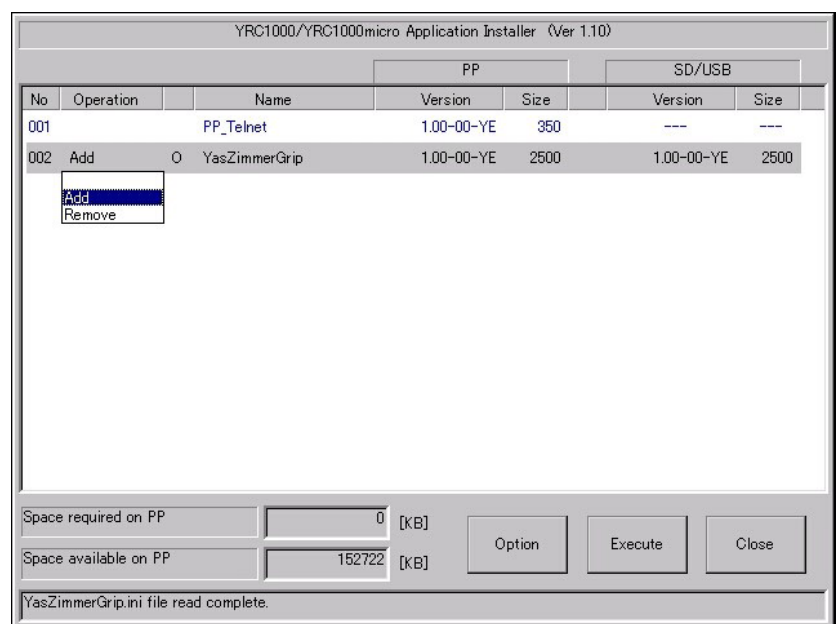 YRC1000/YRC1000micro Application Installer (Ver 1.10)
PP SD/USB
No Operation Name Version Size Version Size
001 PP_Telnet 1.00-00-YE 350 --- ---
002 Add O YasZimmerGrip 1.00-00-YE 2500 1.00-00-YE 2500
Add
Remove
Space required on PP 0 [KB]
Space available on PP 152722 [KB]
Option Execute Close
YasZimmerGrip.ini file read complete.